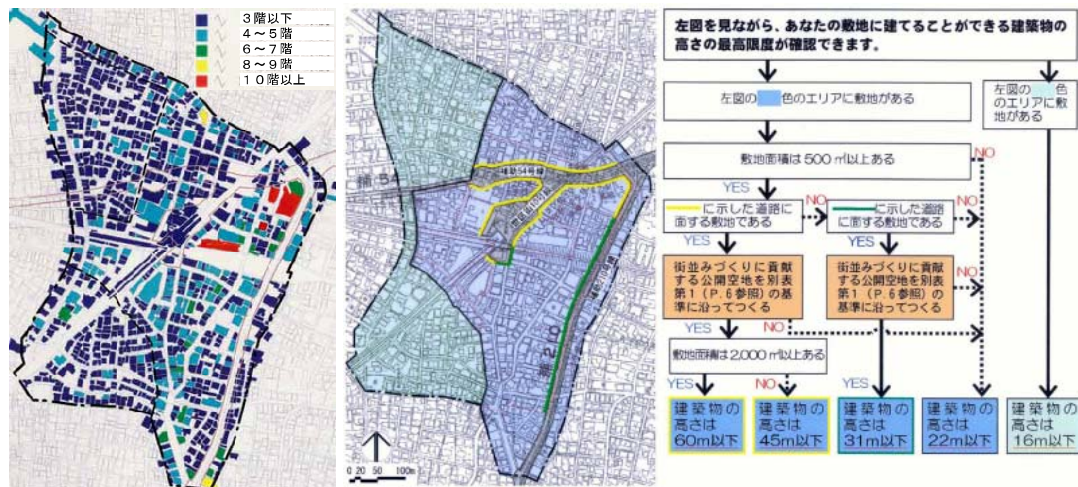 3階以下
4~5階
6~7階
8~9階
10階以上
補助54号線
補210
0 20 50 100m
左図を見ながら、あなたの敷地に建てることができる建築物の
高さの最高限度が確認できます。
左図の 色のエリアに敷地がある
左図の 色
のエリアに敷
地がある
敷地面積は500㎡以上ある
NO
YES
に示した道路に
面する敷地である
NO
に示した道路
に面する敷地である
NO
YES
YES
街並みづくりに貢献
する公開空地を別表
第1(P.6参照)の基
準に沿ってつくる
街並みづくりに貢献
する公開空地を別表
第1(P.6参照)の
基準に沿ってつくる
NO
YES
NO
敷地面積は2,000㎡以上ある
YES
NO
YES
建築物の
高さは
60m以下
建築物の
高さは
45m以下
建築物の
高さは
31m以下
建築物の
高さは
22m以下
建築物の
高さは
16m以下